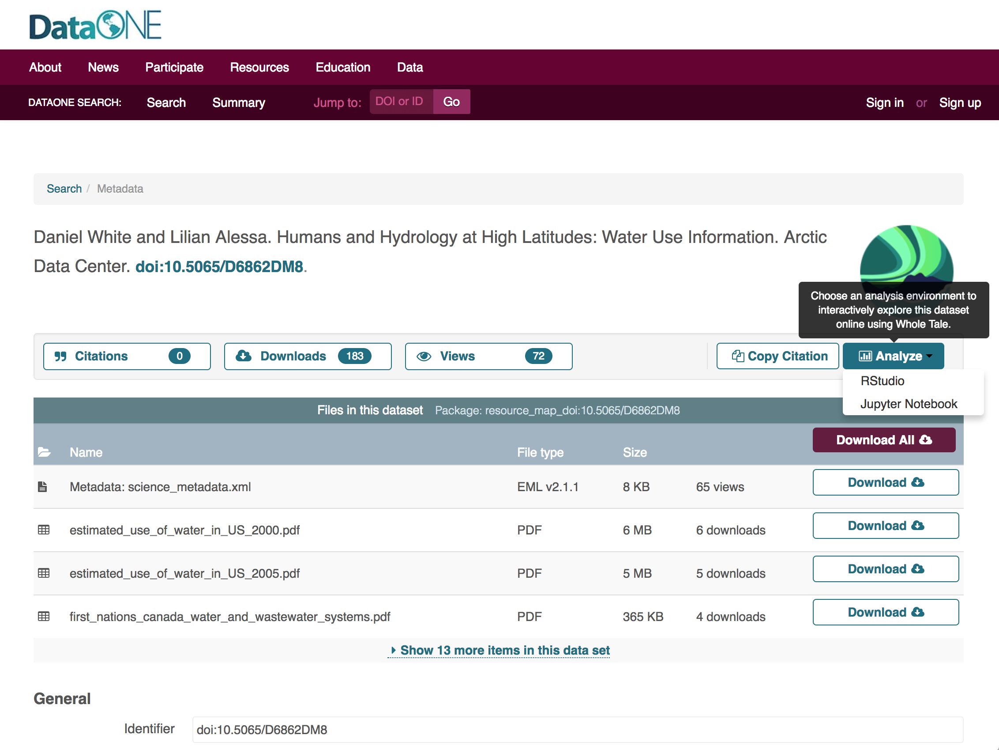 DataONE
About News Participate Resources Education Data
DATAONE SEARCH: Search Summary Jump to: DOI or ID Go Sign in or Sign up
Search / Metadata
Daniel White and Lilian Alessa. Humans and Hydrology at High Latitudes: Water Use Information. Arctic
Data Center. doi:10.5065/D6862DM8.
Choose an analysis environment to
interactively explore this dataset
online using Whole Tale.
Citations 0 Downloads 183 Views 72 Copy Citation Analyze
RStudio
Jupyter Notebook
Files in this dataset Package: resource_map_doi:10.5065/D6862DM8
Download All
Name File type Size
Metadata: science_metadata.xml EML v2.1.1 8 KB 65 views Download
estimated_use_of_water_in_US_2000.pdf PDF 6 MB 6 downloads Download
estimated_use_of_water_in_US_2005.pdf PDF 5 MB 5 downloads Download
first_nations_canada_water_and_wastewater_systems.pdf PDF 365 KB 4 downloads Download
Show 13 more items in this data set
General
Identifier doi:10.5065/D6862DM8